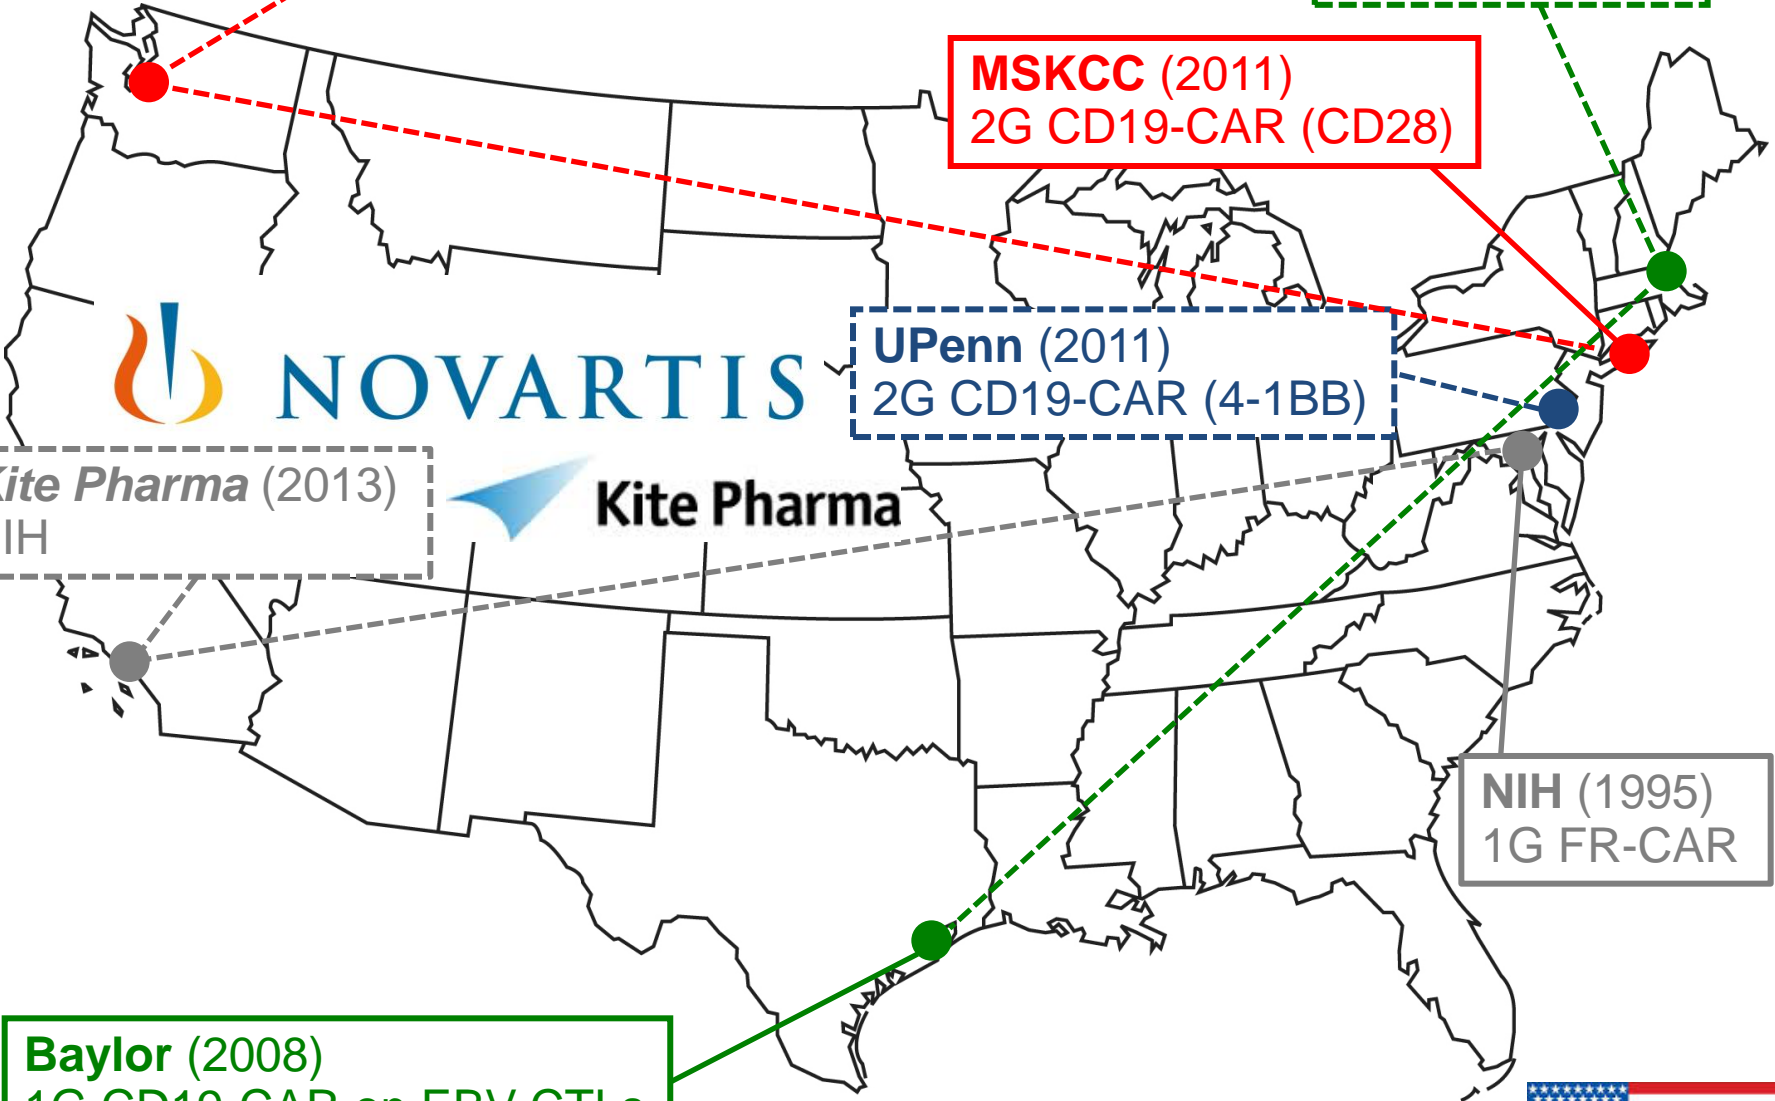 MSKCC (2011)
2G CD19-CAR (CD28)
UPenn (2011)
2G CD19-CAR (4-1BB)
NOVARTIS
Kite Pharma (2013)
IH
Kite Pharma
NIH (1995)
1G FR-CAR
Baylor (2008)